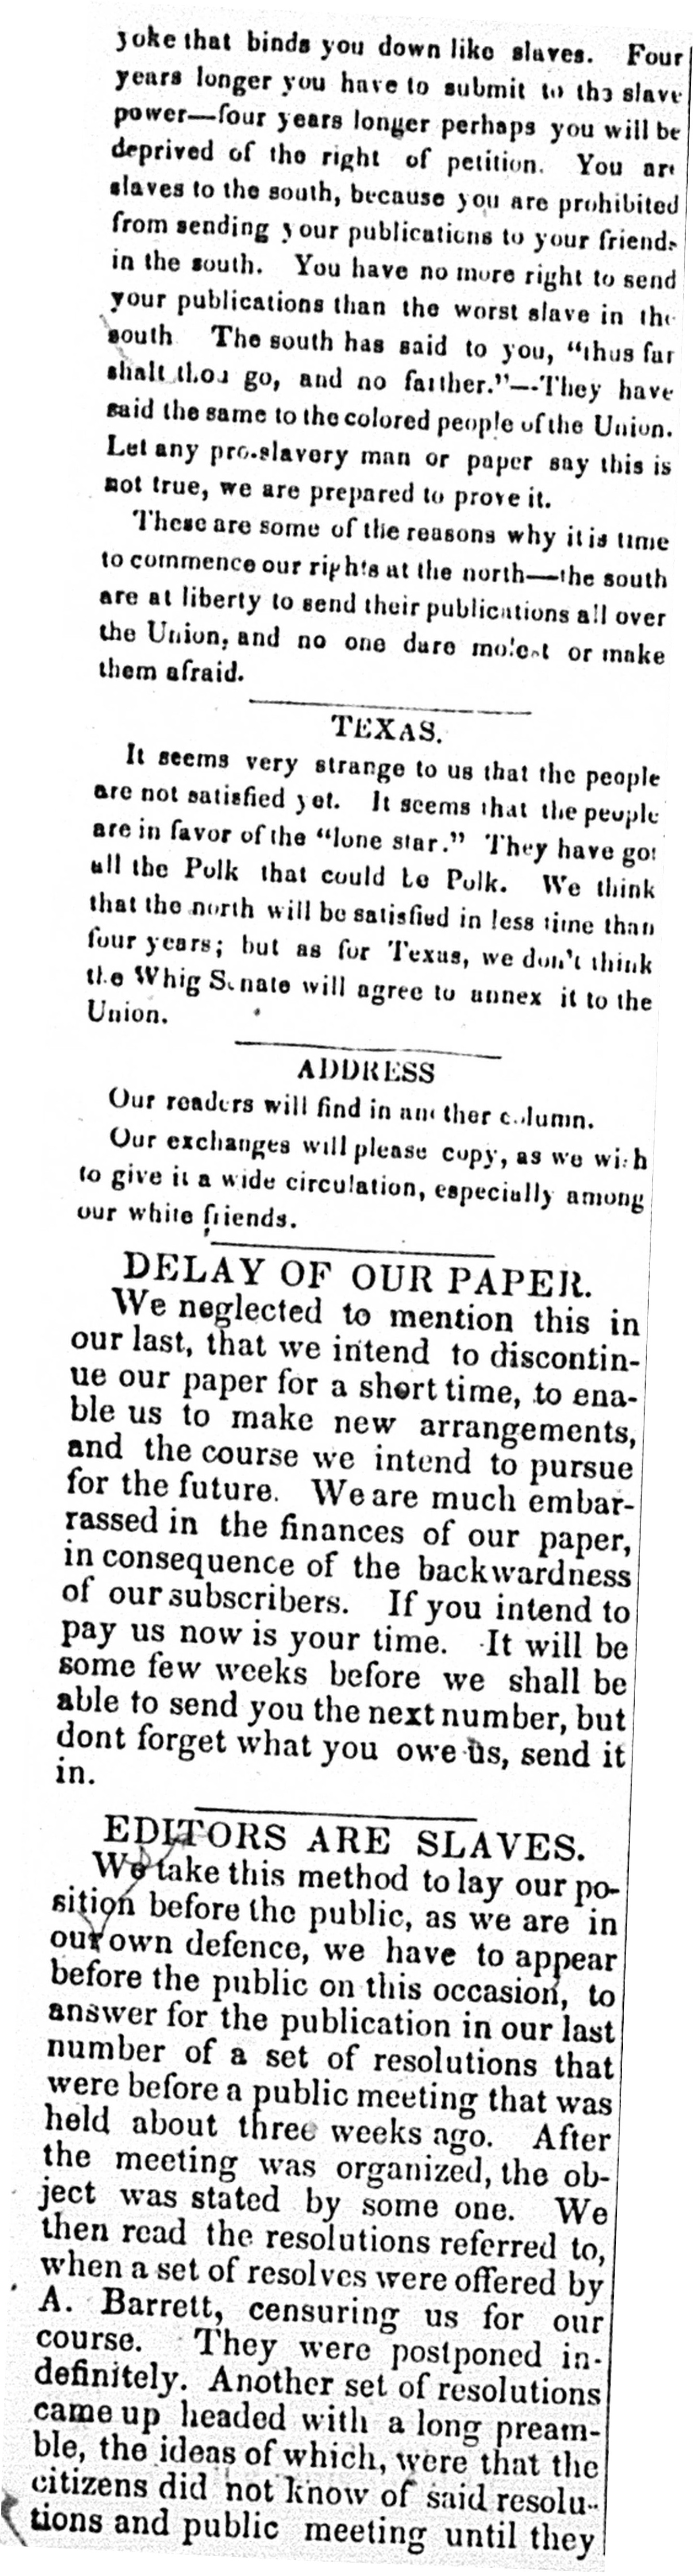 yoke that binds you down like slaves. Four
years longer you have to submit to the slave
power—four years longer perhaps you will be
deprived of the right of petition. You are
slaves to the south, because you are prohibited
from sending your publications to your friends
in the south. You have no more right to send
your publications than the worst slave in the
south The south has said to you, "thus far
shalt thou go, and no farther."—They have
said the same to the colored people of the Union.
Let any pro-slavery man or paper say this is
not true, we are prepared to prove it.
These are some of the reasons why it is time
to commence our rights at the north—the south
are at liberty to send their publications all over
the Union, and no one dare molest or make
them afraid.
TEXAS.
It seems very strange to us that the people
are not satisfied yet. It seems that the people
are in favor of the "lone star." They have got
all the Polk that could be Polk. We think
that the north will be satisfied in less time than
four years; but as for Texas, we don't think
the Whig Senate will agree to annex it to the
Union.
ADDRESS
Our readers will find in another column.
Our exchanges will please copy, as we wish
to give it a wide circulation, especially among
our white friends.
DELAY OF OUR PAPER.
We neglected to mention this in
our last, that we intend to discontin-
ue our paper for a short time, to ena-
ble us to make new arrangements,
and the course we intend to pursue
for the future. We are much embar-
rassed in the finances of our paper,
in consequence of the backwardness
of our subscribers. If you intend to
pay us now is your time. It will be
some few weeks before we shall be
able to send you the next number, but
dont forget what you owe us, send it
in.
EDITORS ARE SLAVES.
We take this method to lay our po-
sition before the public, as we are in
our own defence, we have to appear
before the public on this occasion, to
answer for the publication in our last
number of a set of resolutions that
were before a public meeting that was
held about three weeks ago. After
the meeting was organized, the ob-
ject was stated by some one. We
then read the resolutions referred to,
when a set of resolves were offered by
A. Barrett, censuring us for our
course. They were postponed in-
definitely. Another set of resolutions
came up headed with a long pream-
ble, the ideas of which, were that the
citizens did not know of said resolu-
tions and public meeting until they